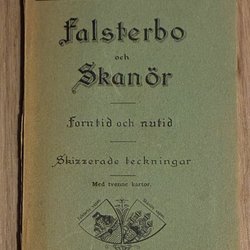 Falsterbo
och
Skanör
Forntid och nutid
Skizzerade teckningar
Med tvenne kartor.